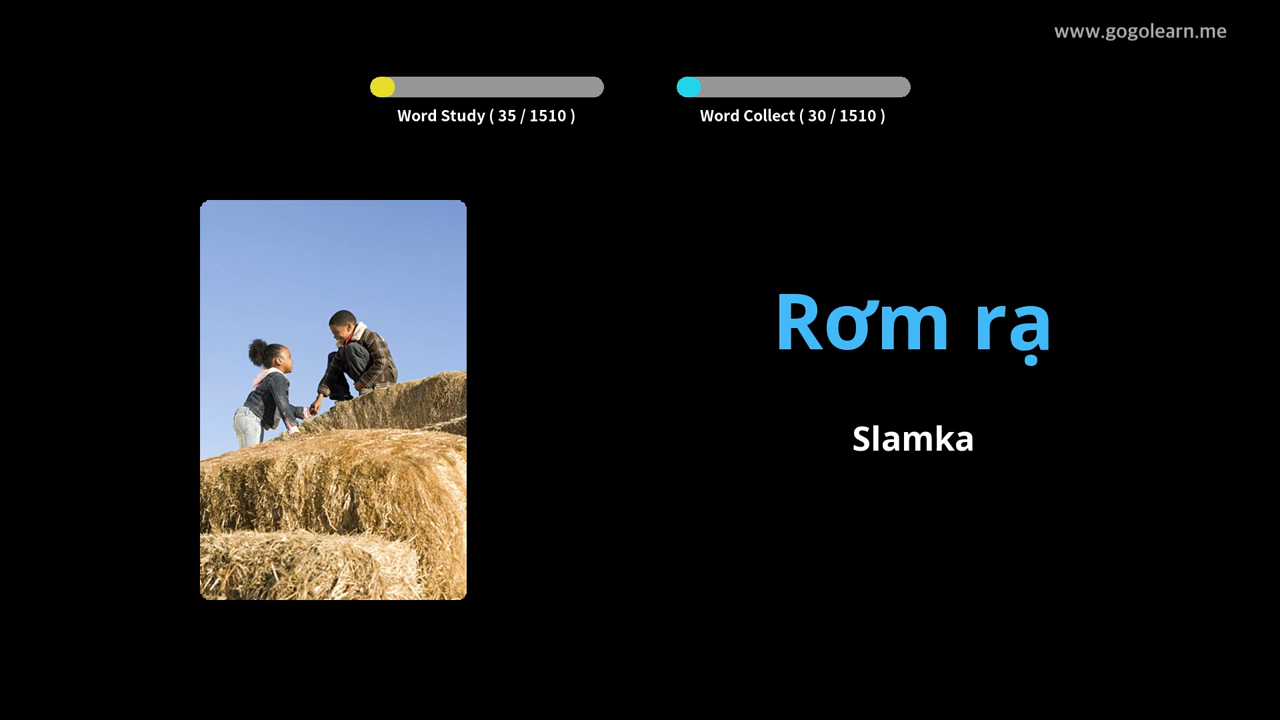 www.gogolearn.me
Word Study ( 35 / 1510 )
Word Collect ( 30 / 1510 )
Rơm rạ
Slamka